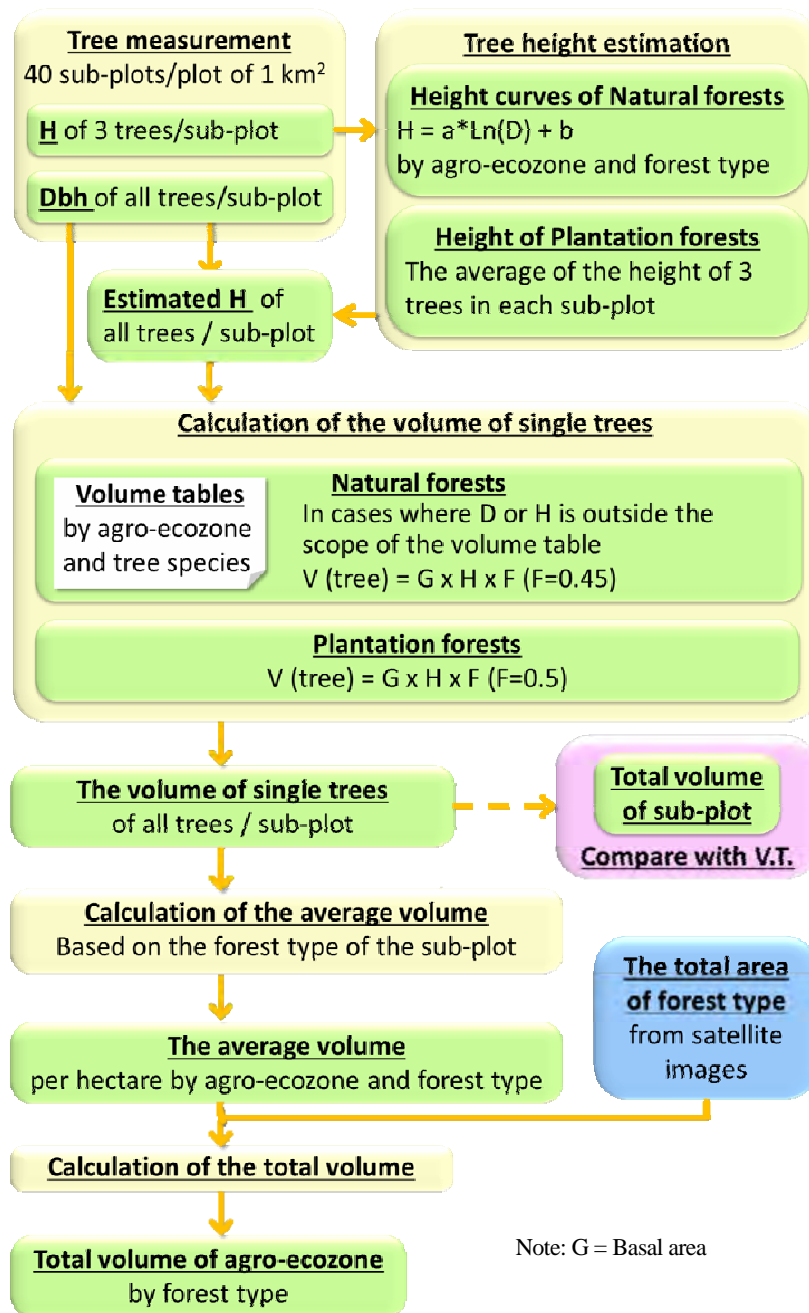 Tree measurement
40 sub-plots/plot of 1 km²
H of 3 trees/sub-plot
Dbh of all trees/sub-plot
Tree height estimation
Height curves of Natural forests
H = a*Ln(D) + b
by agro-ecozone and forest type
Height of Plantation forests
The average of the height of 3
trees in each sub-plot
Estimated H of
all trees / sub-plot
Calculation of the volume of single trees
Volume tables
by agro-ecozone
and tree species
Natural forests
In cases where D or H is outside the
scope of the volume table
V (tree) = G x H x F (F=0.45)
Plantation forests
V (tree) = G x H x F (F=0.5)
The volume of single trees
of all trees / sub-plot
Total volume
of sub-plot
Compare with V.T.
Calculation of the average volume
Based on the forest type of the sub-plot
The total area
of forest type
from satellite
images
The average volume
per hectare by agro-ecozone and forest type
Calculation of the total volume
Total volume of agro-ecozone
by forest type
Note: G = Basal area